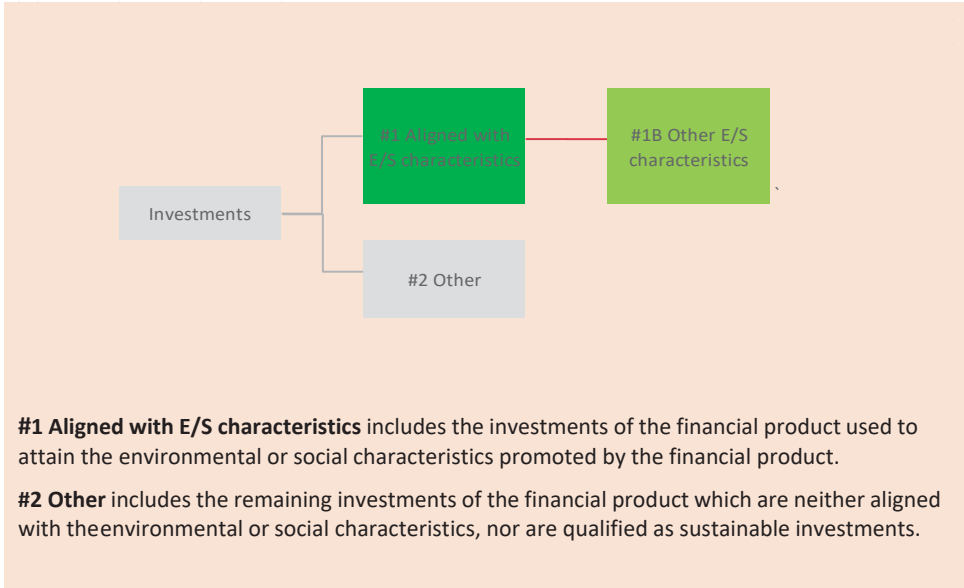 #1 Aligned with
E/S characteristics
#1B Other E/S
characteristics
`
Investments
#2 Other
#1 Aligned with E/S characteristics includes the investments of the financial product used to
attain the environmental or social characteristics promoted by the financial product.
#2 Other includes the remaining investments of the financial product which are neither aligned
with theenvironmental or social characteristics, nor are qualified as sustainable investments.